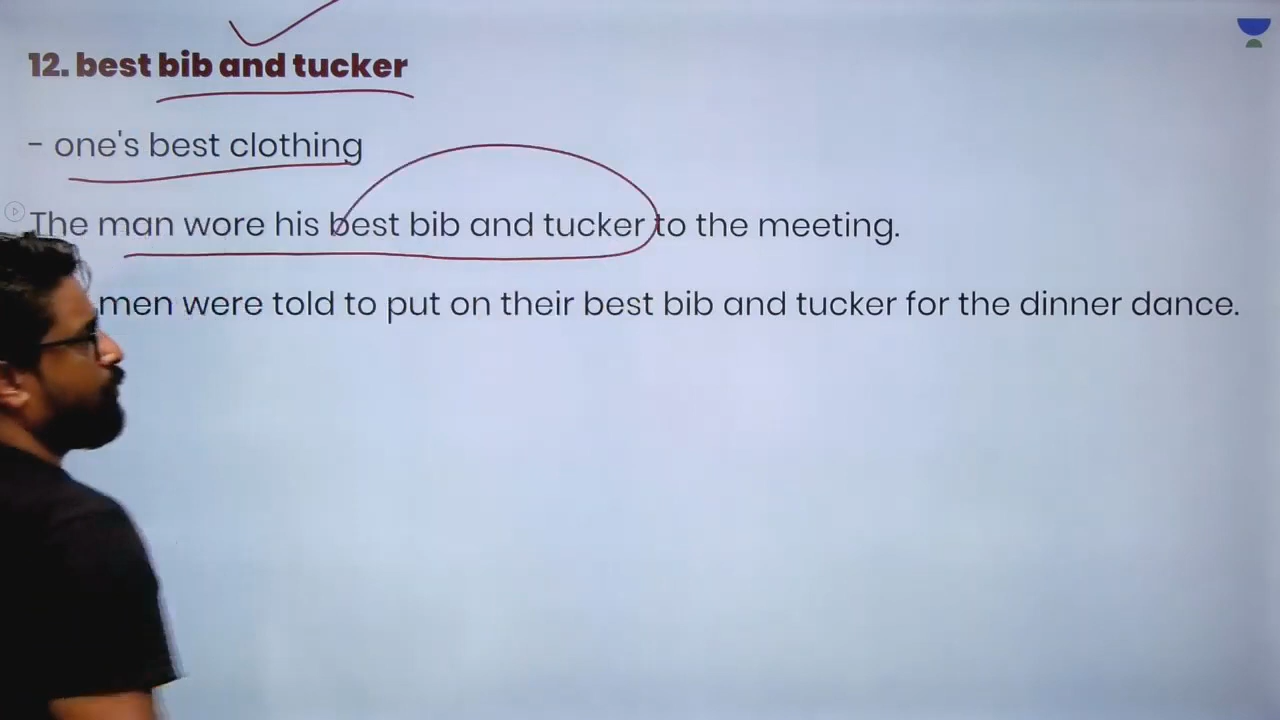 12. best bib and tucker
- one's best clothing
The man wore his best bib and tucker to the meeting.
men were told to put on their best bib and tucker for the dinner dance.